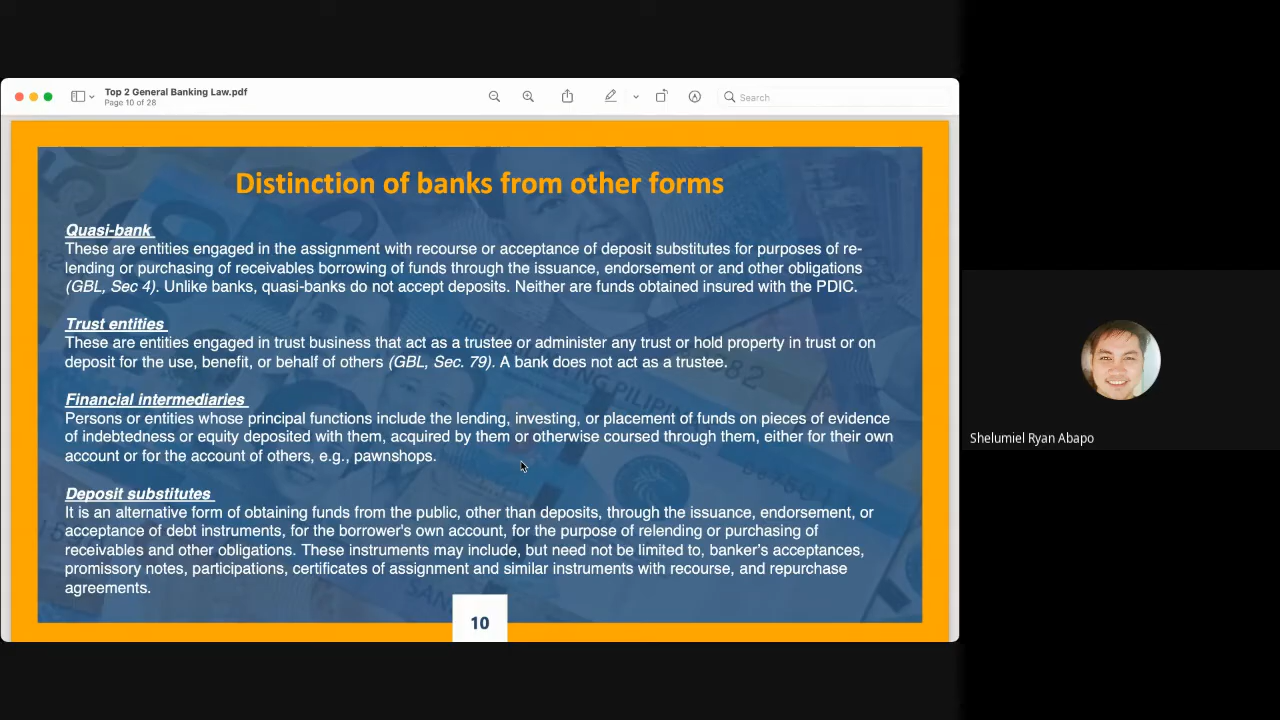 Top 2 General Banking Law.pdf
Page 10 of 28
Search
Distinction of banks from other forms
Quasi-bank
These are entities engaged in the assignment with recourse or acceptance of deposit substitutes for purposes of re-
lending or purchasing of receivables borrowing of funds through the issuance, endorsement or and other obligations
(GBL, Sec 4). Unlike banks, quasi-banks do not accept deposits. Neither are funds obtained insured with the PDIC.
Trust entities
These are entities engaged in trust business that act as a trustee or administer any trust or hold property in trust or on
deposit for the use, benefit, or behalf of others (GBL, Sec. 79). A bank does not act as a trustee.
Financial intermediaries
Persons or entities whose principal functions include the lending, investing, or placement of funds on pieces of evidence
of indebtedness or equity deposited with them, acquired by them or otherwise coursed through them, either for their own
account or for the account of others, e.g., pawnshops.
Deposit substitutes
It is an alternative form of obtaining funds from the public, other than deposits, through the issuance, endorsement, or
acceptance of debt instruments, for the borrower's own account, for the purpose of relending or purchasing of
receivables and other obligations. These instruments may include, but need not be limited to, banker's acceptances,
promissory notes, participations, certificates of assignment and similar instruments with recourse, and repurchase
agreements.
10
Shelumiel Ryan Abapo